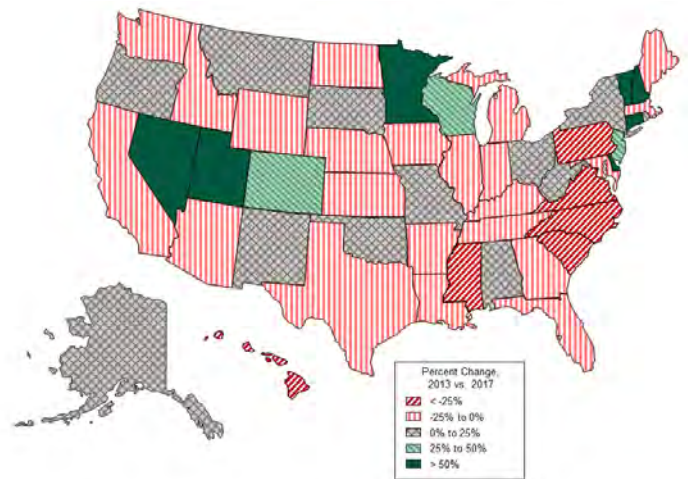 Percent Change,
2013 vs. 2017
< -25%
-25% to 0%
0% to 25%
25% to 50%
> 50%